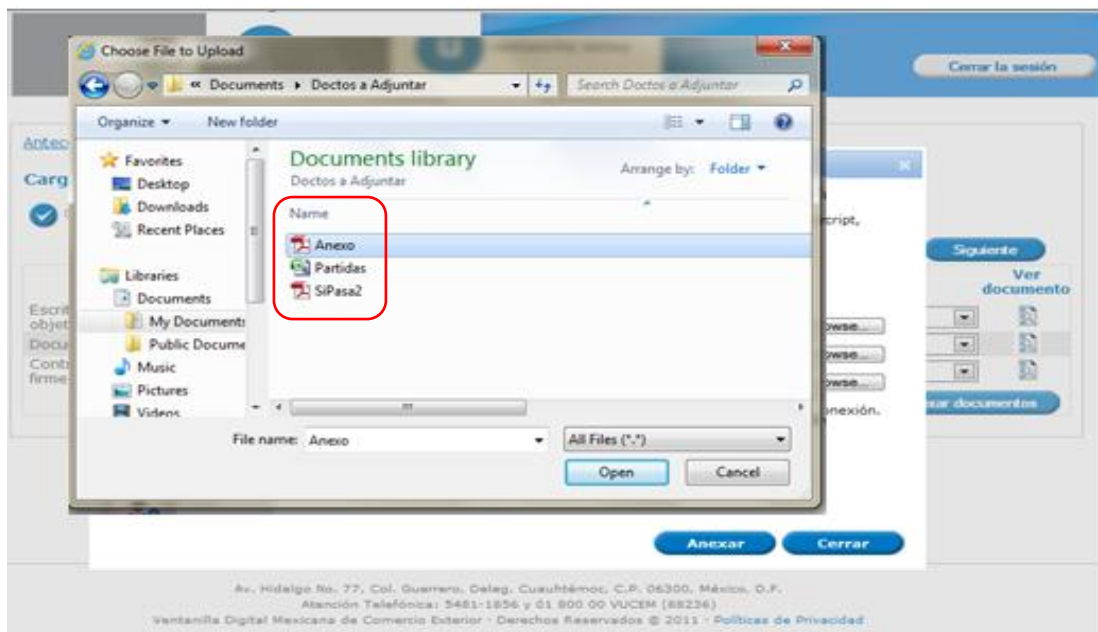 Choose File to Upload
Cerrar la sesión
« Documents ▸ Doctos a Adjuntar
Search Doctos a Adjuntar
Organize
New folder
Antec
Carg
Favorites
Desktop
Downloads
Recent Places
Libraries
Documents
My Documents
Public Docume
Music
Pictures
Videos
Documents library
Doctos a Adjuntar
Arrange by: Folder
Name
Anexo
Partidas
SiPasa2
cript,
Siguiente
Ver
documento
Escrit
objet
Docu
Cont
firme
owse...
owse...
owse...
onexión.
File name: Anexo
All Files (*.*)
Open
Cancel
Anexar
Cerrar
Av. Hidalgo No. 77, Col. Guerrero, Deleg. Cuauhtémoc, C.P. 06300, México, D.F.
Atención Telefónica: 5481-1856 y 01 800 00 VUCEM (88236)
Ventanilla Digital Mexicana de Comercio Exterior - Derechos Reservados © 2011 - Políticas de Privacidad